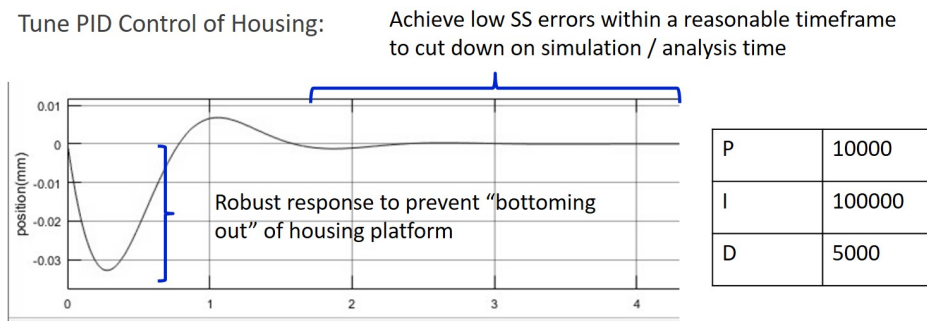 Tune PID Control of Housing:
Achieve low SS errors within a reasonable timeframe
to cut down on simulation / analysis time
position(mm)
0.01
0
-0.01
-0.02
-0.03
0 1 2 3 4
Robust response to prevent “bottoming
out” of housing platform
P 10000
I 100000
D 5000